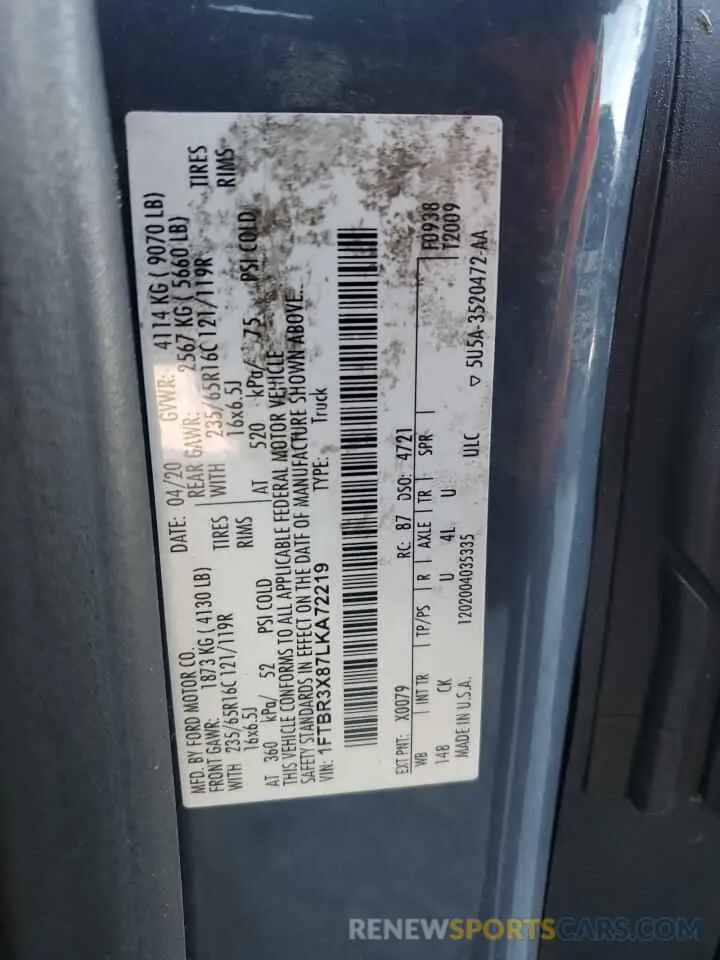 MFD. BY FORD MOTOR CO. DATE: 04/20 GVWR: 4114 KG ( 9070 LB)
FRONT GAWR: 1873 KG ( 4130 LB) REAR GAWR: 2567 KG ( 5660 LB)
WITH 235/65R16C 121/119R TIRES WITH 235/65R16C 121/119R TIRES
16x6.5J RIMS 16x6.5J RIMS
AT 360 kPa/ 52 PSI COLD AT 520 kPa/ 75 PSI COLD
THIS VEHICLE CONFORMS TO ALL APPLICABLE FEDERAL MOTOR VEHICLE
SAFETY STANDARDS IN EFFECT ON THE DATE OF MANUFACTURE SHOWN ABOVE.
VIN: 1FTBR3X87LKA72219 TYPE: Truck
EXT PNT: X0079 RC: 87 DSO: 4/21 F0938
WB INT TR TP/PS R AXLE TR SPR T2009
148 CK U 4L U
MADE IN U.S.A. 1202004035335 ULC ▽ 5U5A-3520472-AA
RENEWSPORTSCARS.COM